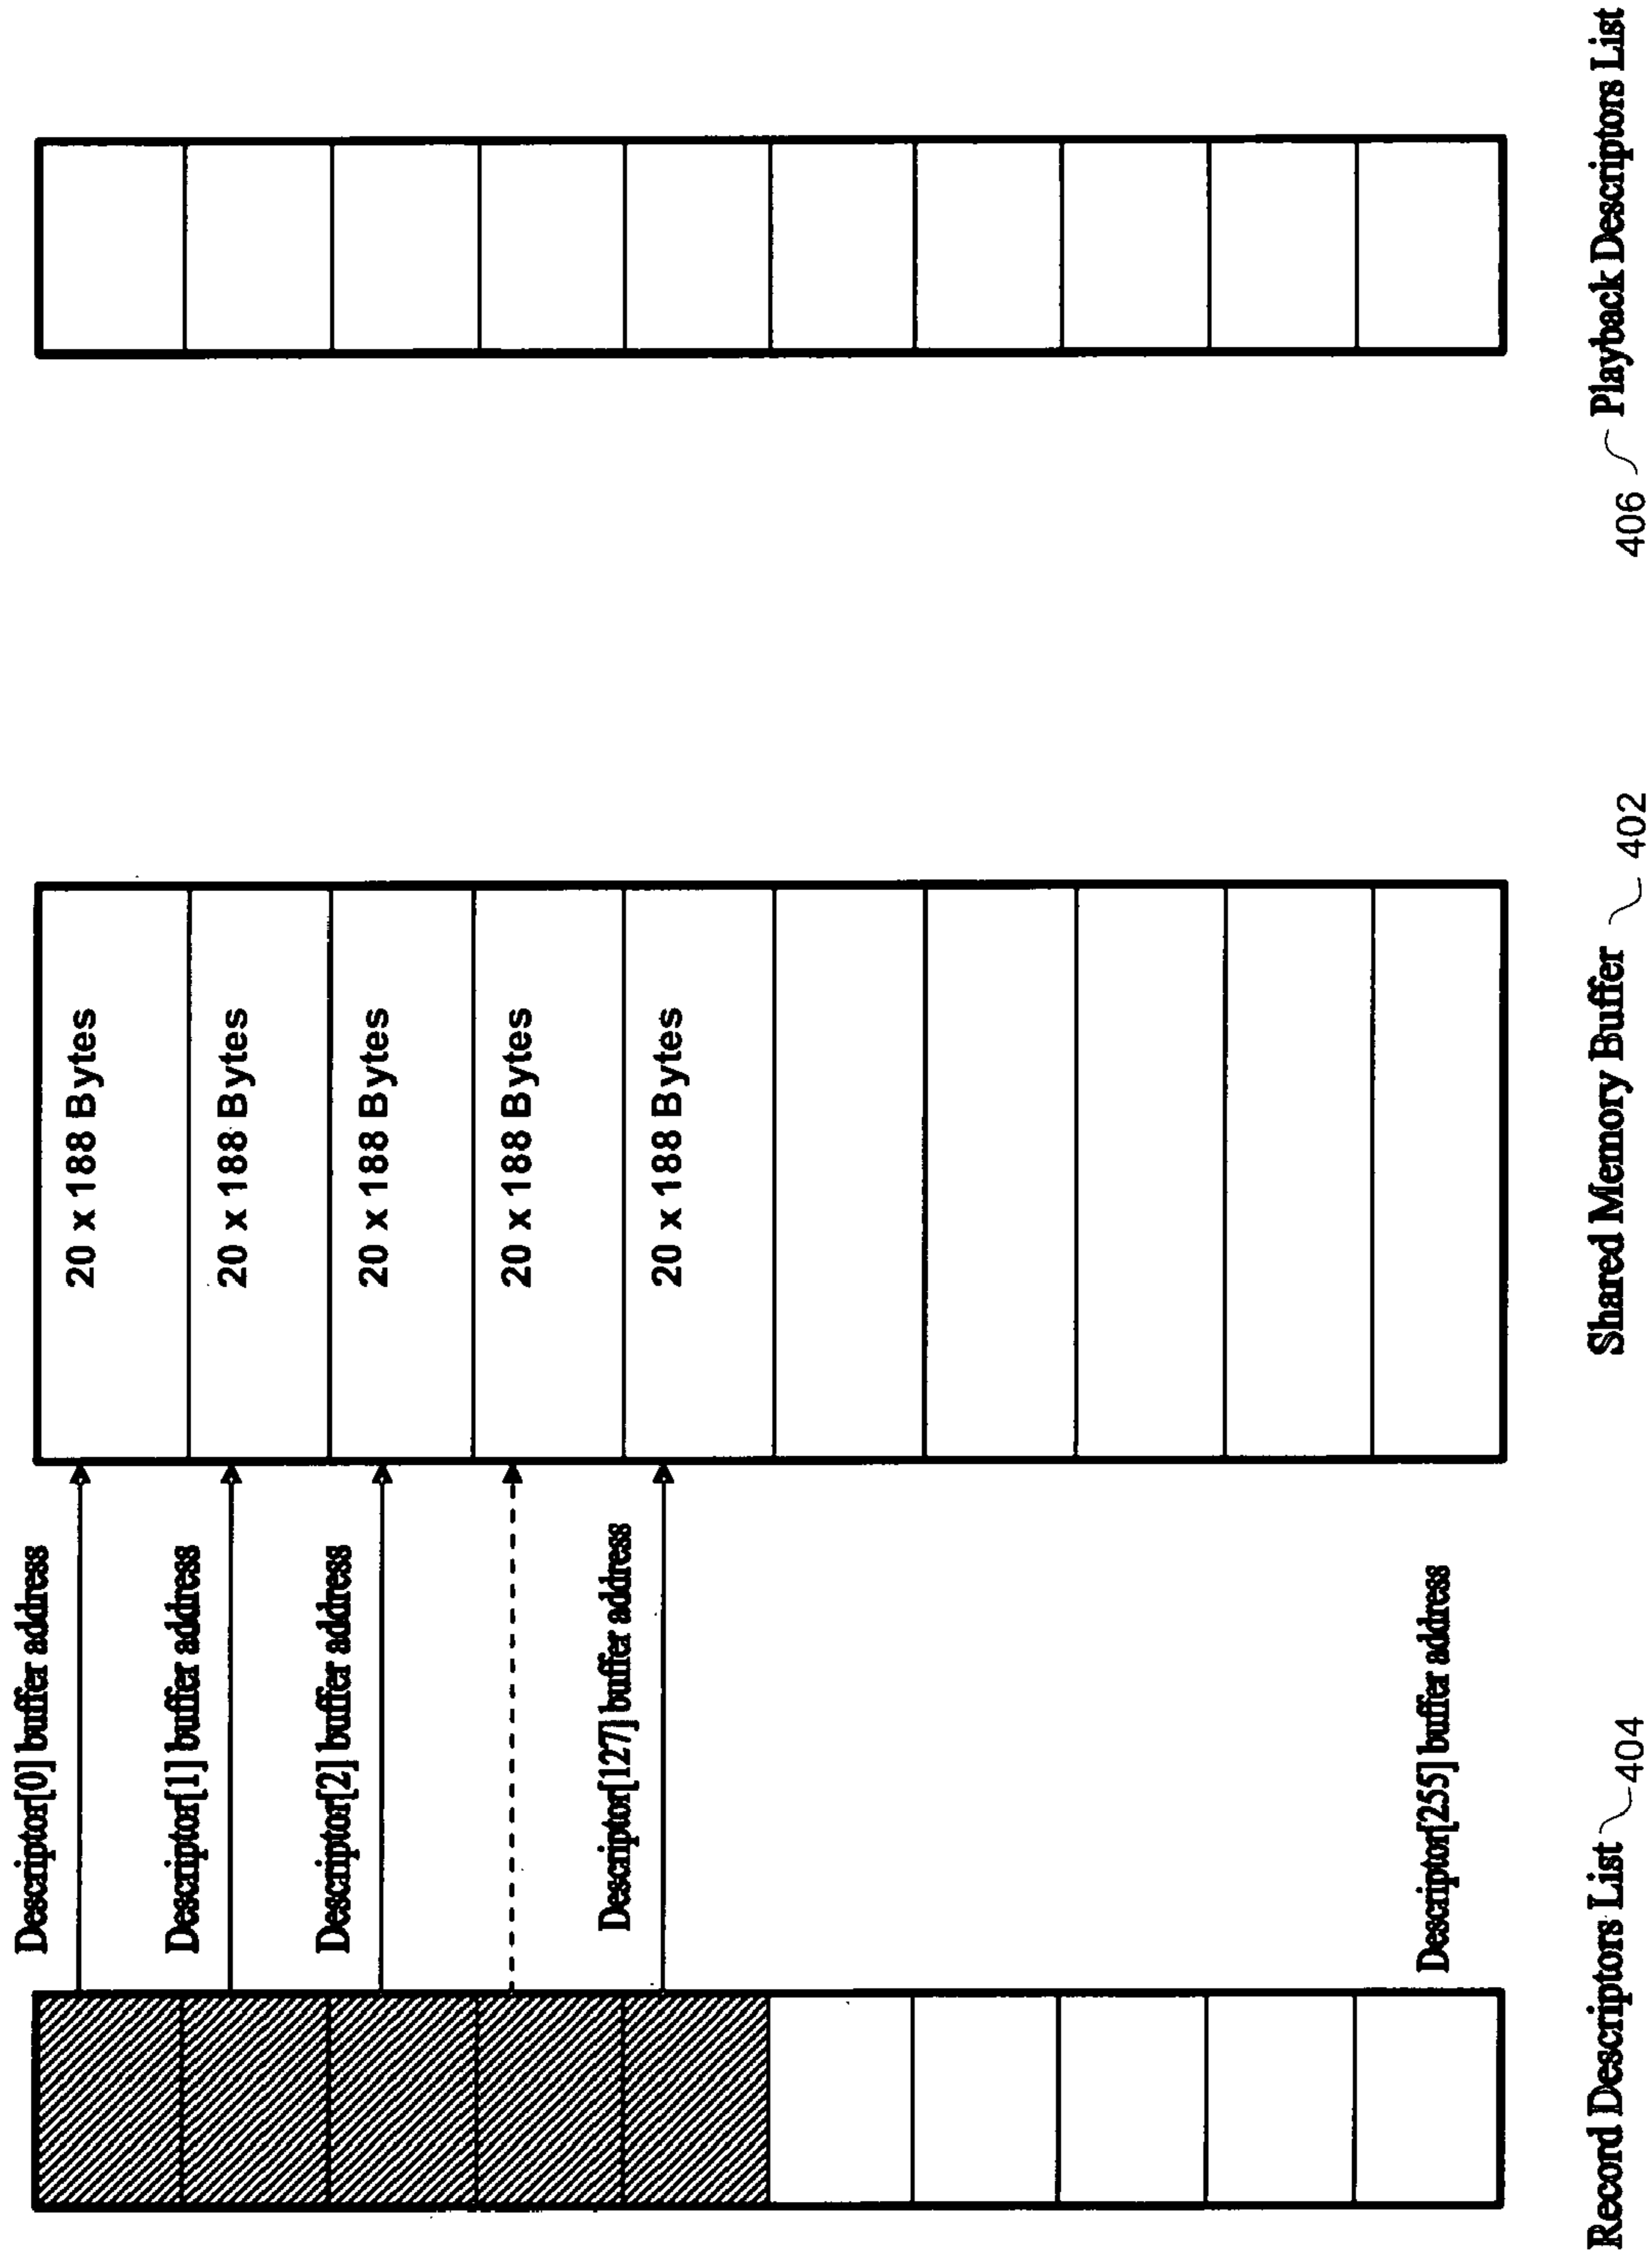 Descriptor[0] buffer address
20 x 188 Bytes
Descriptor[1] buffer address
20 x 188 Bytes
Descriptor[2] buffer address
20 x 188 Bytes
20 x 188 Bytes
Descriptor[127] buffer address
20 x 188 Bytes
Descriptor[255] buffer address
Record Descriptors List 404
Shared Memory Buffer 402
406 Playback Descriptors List